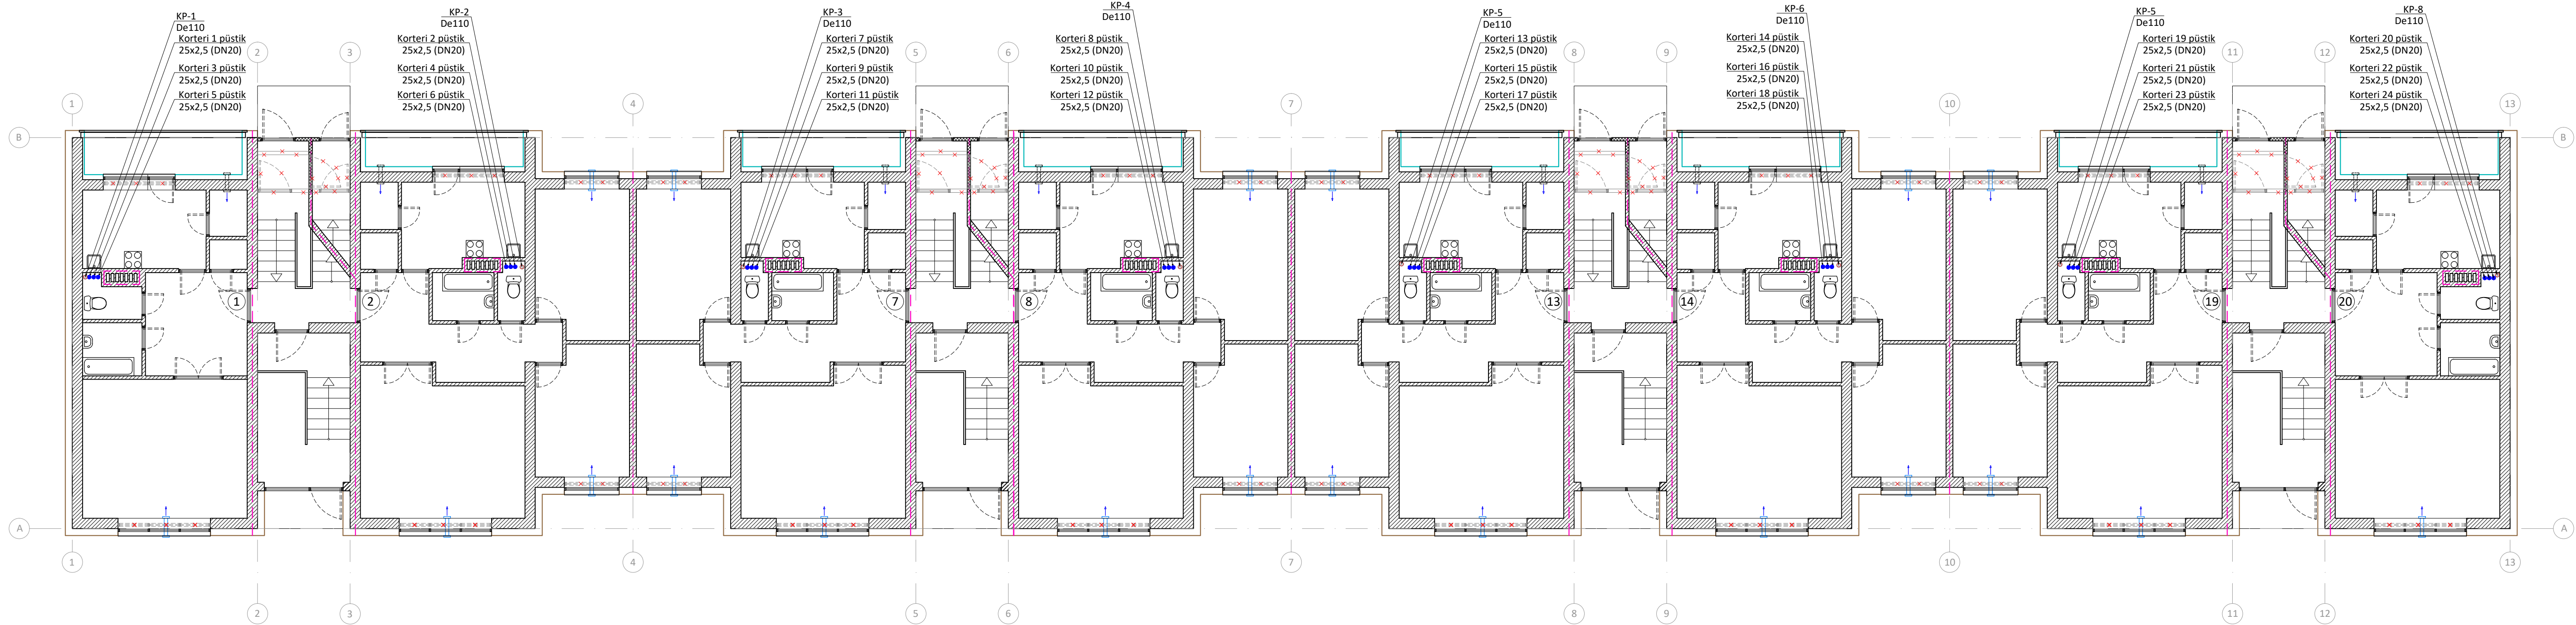 KP-1
De110
Korteri 1 püstik
25x2,5 (DN20)
Korteri 3 püstik
25x2,5 (DN20)
Korteri 5 püstik
25x2,5 (DN20)
KP-2
De110
Korteri 2 püstik
25x2,5 (DN20)
Korteri 4 püstik
25x2,5 (DN20)
Korteri 6 püstik
25x2,5 (DN20)
KP-3
De110
Korteri 7 püstik
25x2,5 (DN20)
Korteri 9 püstik
25x2,5 (DN20)
Korteri 11 püstik
25x2,5 (DN20)
KP-4
De110
Korteri 8 püstik
25x2,5 (DN20)
Korteri 10 püstik
25x2,5 (DN20)
Korteri 12 püstik
25x2,5 (DN20)
KP-5
De110
Korteri 13 püstik
25x2,5 (DN20)
Korteri 15 püstik
25x2,5 (DN20)
Korteri 17 püstik
25x2,5 (DN20)
KP-6
De110
Korteri 14 püstik
25x2,5 (DN20)
Korteri 16 püstik
25x2,5 (DN20)
Korteri 18 püstik
25x2,5 (DN20)
KP-5
De110
Korteri 19 püstik
25x2,5 (DN20)
Korteri 21 püstik
25x2,5 (DN20)
Korteri 23 püstik
25x2,5 (DN20)
KP-8
De110
Korteri 20 püstik
25x2,5 (DN20)
Korteri 22 püstik
25x2,5 (DN20)
Korteri 24 püstik
25x2,5 (DN20)
2
3
5
6
8
9
11
12
1
4
7
10
13
B
B
1
2
7
8
13
14
19
20
A
A
1
4
7
10
13
2
3
5
6
8
9
11
12